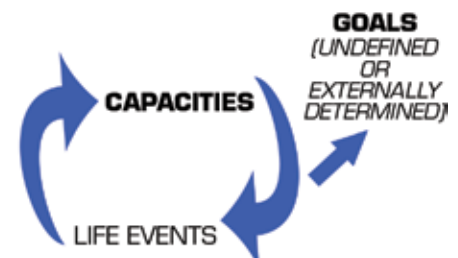 GOALS
(UNDEFINED
OR
EXTERNALLY
DETERMINED)
CAPACITIES
LIFE EVENTS